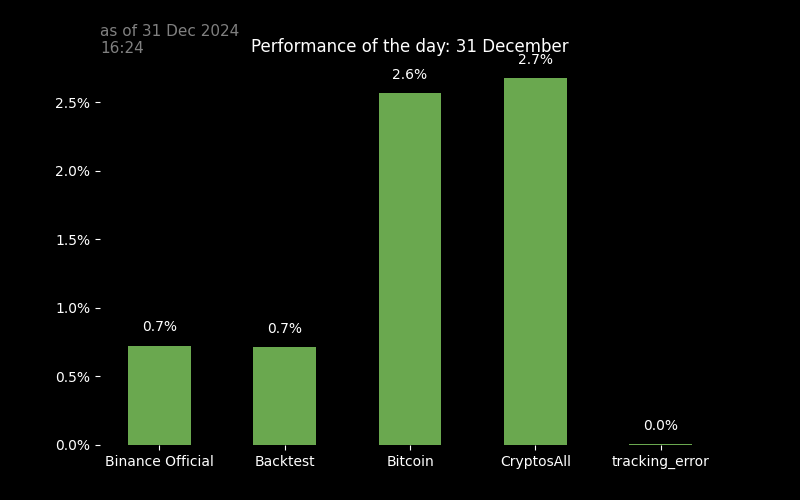 as of 31 Dec 2024
16:24
Performance of the day: 31 December
2.7%
2.6%
2.5%
2.0%
1.5%
1.0%
0.7%
0.7%
0.5%
0.0%
0.0%
Binance Official
Backtest
Bitcoin
CryptosAll
tracking_error